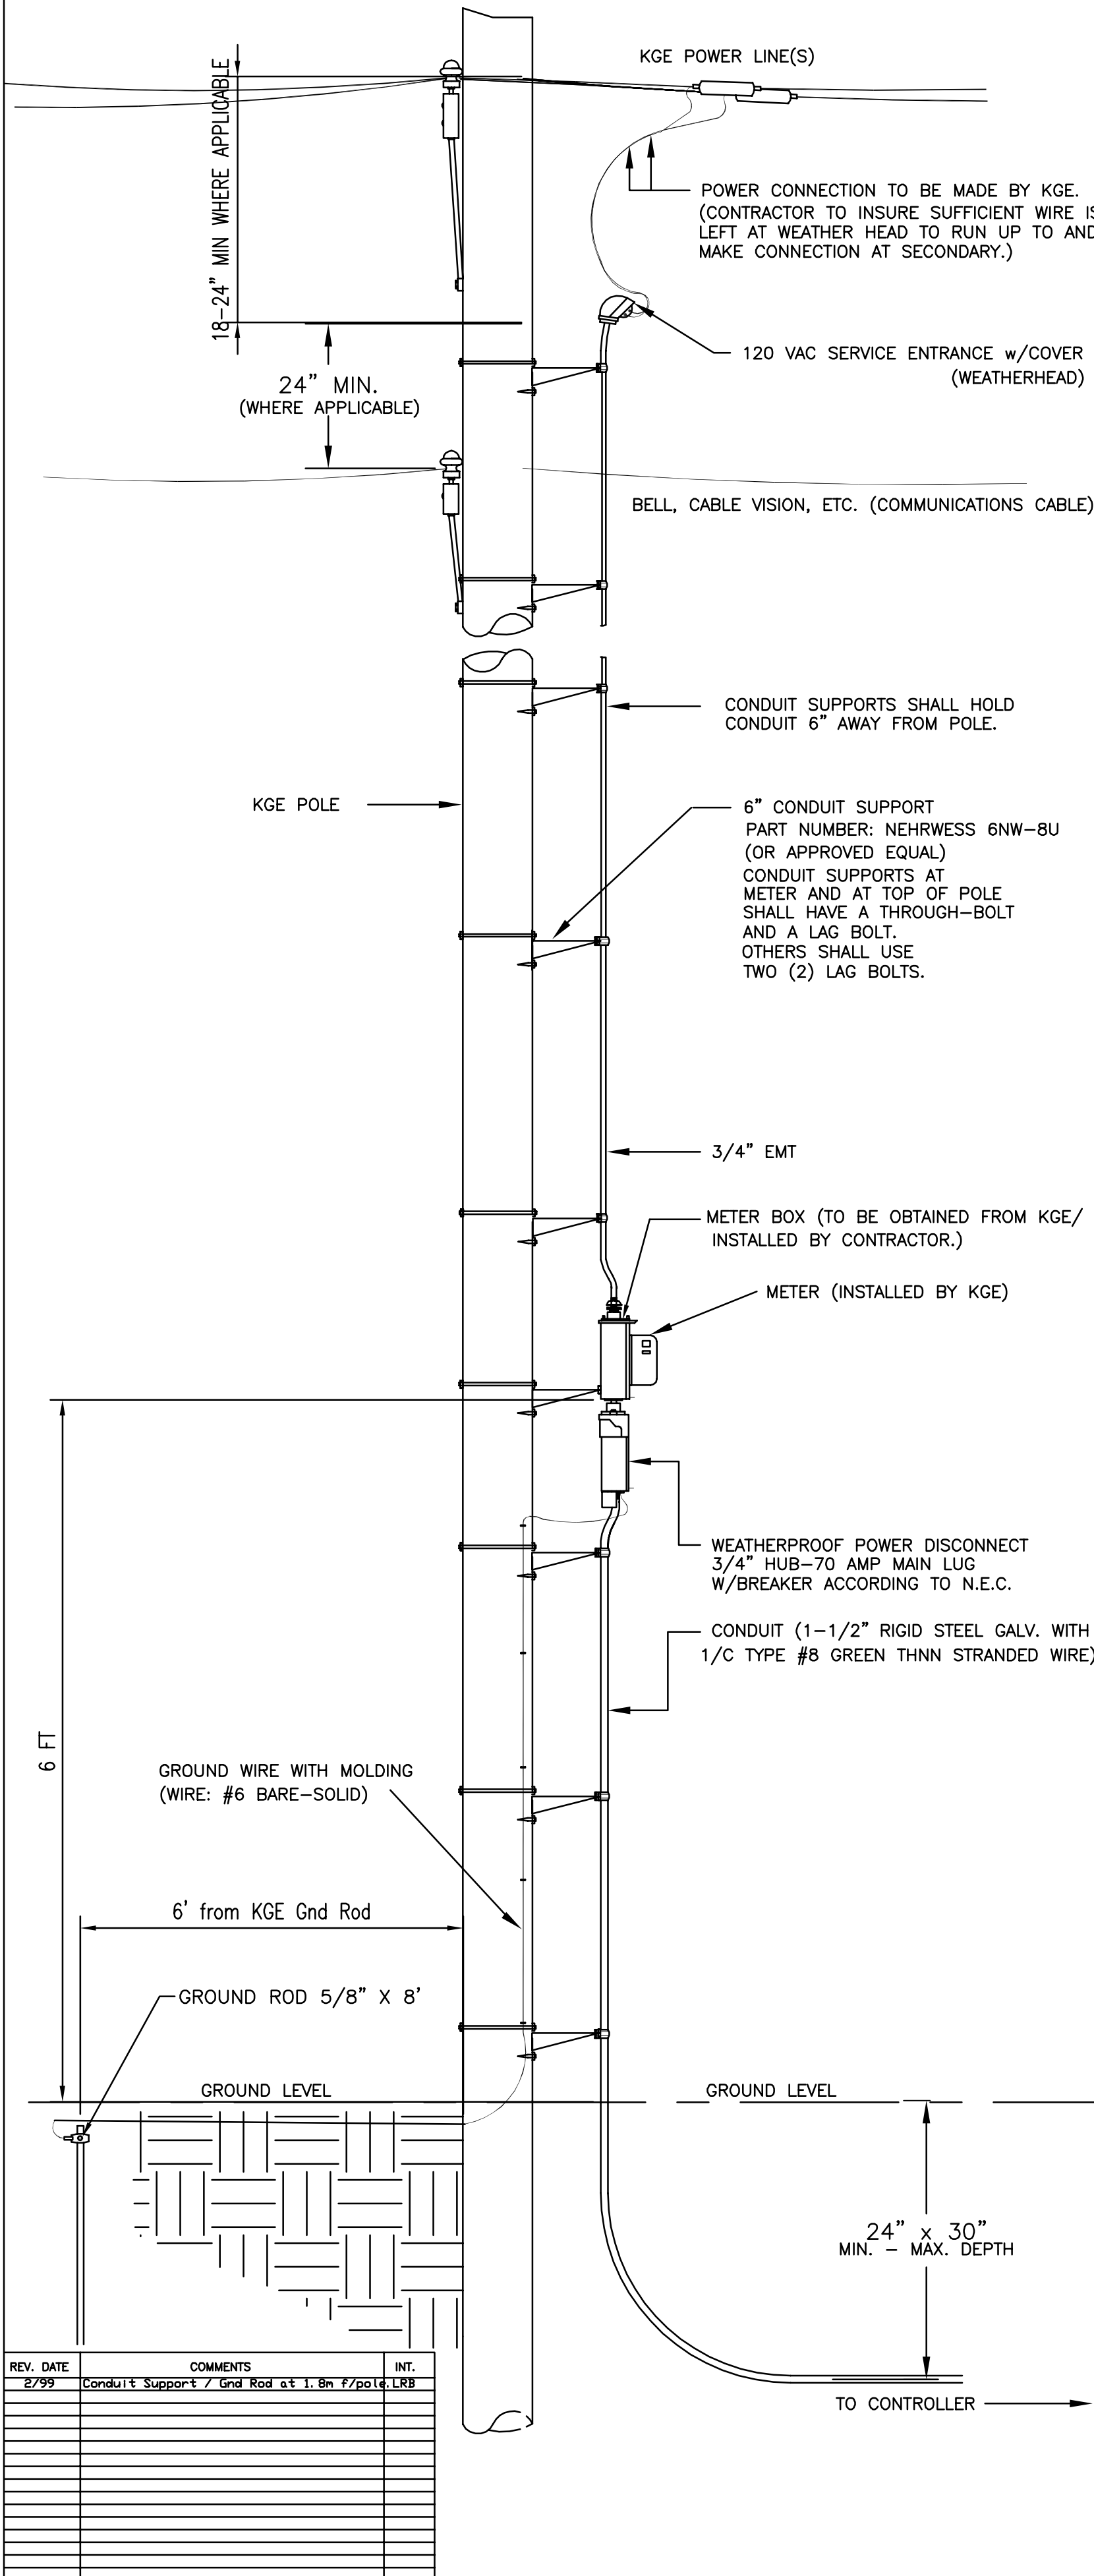 KGE POWER LINE(S)
18-24" MIN WHERE APPLICABLE
POWER CONNECTION TO BE MADE BY KGE.
(CONTRACTOR TO INSURE SUFFICIENT WIRE IS
LEFT AT WEATHER HEAD TO RUN UP TO AND
MAKE CONNECTION AT SECONDARY.)
120 VAC SERVICE ENTRANCE w/COVER
(WEATHERHEAD)
24" MIN.
(WHERE APPLICABLE)
BELL, CABLE VISION, ETC. (COMMUNICATIONS CABLE)
CONDUIT SUPPORTS SHALL HOLD
CONDUIT 6" AWAY FROM POLE.
KGE POLE
6" CONDUIT SUPPORT
PART NUMBER: NEHRWESS 6NW-8U
(OR APPROVED EQUAL)
CONDUIT SUPPORTS AT
METER AND AT TOP OF POLE
SHALL HAVE A THROUGH-BOLT
AND A LAG BOLT.
OTHERS SHALL USE
TWO (2) LAG BOLTS.
3/4" EMT
METER BOX (TO BE OBTAINED FROM KGE/
INSTALLED BY CONTRACTOR.)
METER (INSTALLED BY KGE)
WEATHERPROOF POWER DISCONNECT
3/4" HUB-70 AMP MAIN LUG
W/BREAKER ACCORDING TO N.E.C.
CONDUIT (1-1/2" RIGID STEEL GALV. WITH
1/C TYPE #8 GREEN THNN STRANDED WIRE)
6 FT
GROUND WIRE WITH MOLDING
(WIRE: #6 BARE-SOLID)
6' from KGE Gnd Rod
GROUND ROD 5/8" X 8'
GROUND LEVEL
GROUND LEVEL
24" x 30"
MIN. - MAX. DEPTH
TO CONTROLLER
REV. DATE COMMENTS INT.
2/99 Conduit Support / Gnd Rod at 1.8m f/pole. LRB